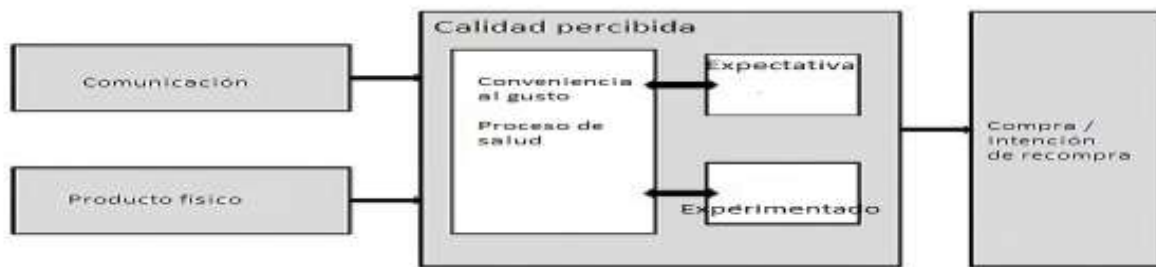 Calidad percibida
Comunicación
Conveniencia
al gusto
Proceso de
salud
Expectativa
Producto físico
Experimentado
Compra /
intención
de recompra